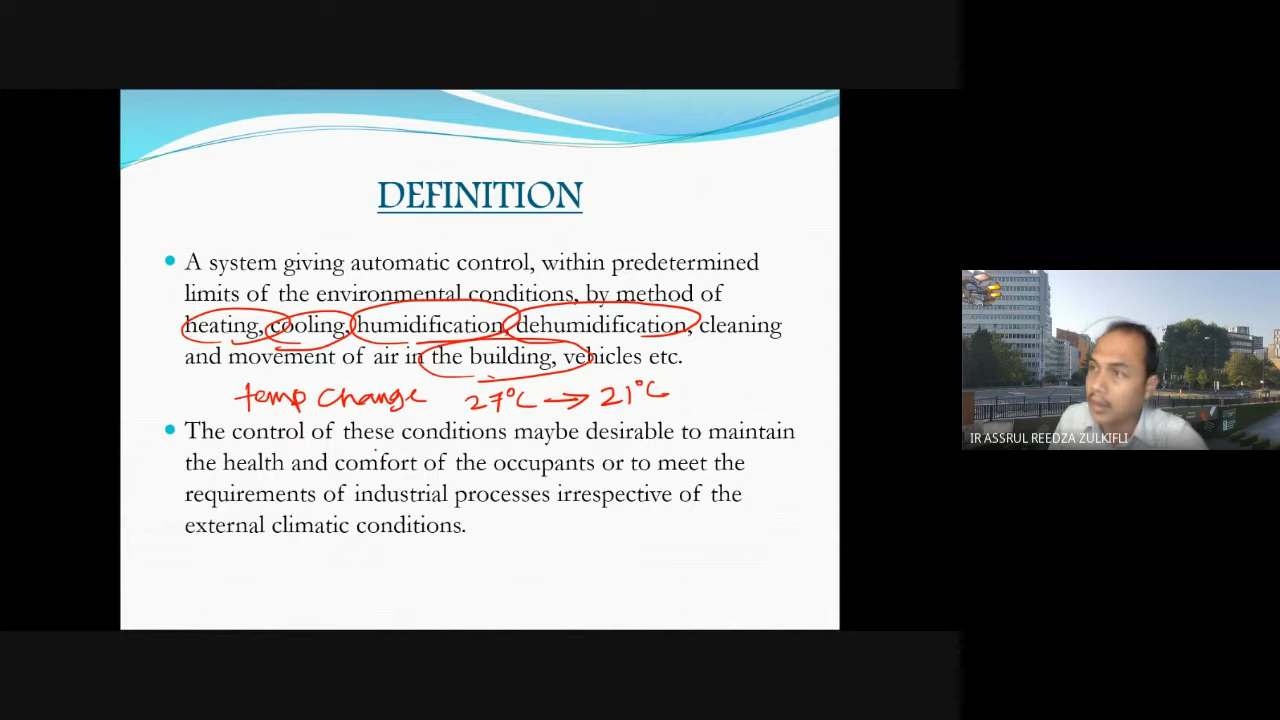 DEFINITION
A system giving automatic control, within predetermined
limits of the environmental conditions, by method of
heating, cooling, humidification, dehumidification, cleaning
and movement of air in the building, vehicles etc.
temp change 27°C → 21°C
The control of these conditions maybe desirable to maintain
the health and comfort of the occupants or to meet the
requirements of industrial processes irrespective of the
external climatic conditions.
IR ASSRUL REEDZA ZULKIFLI